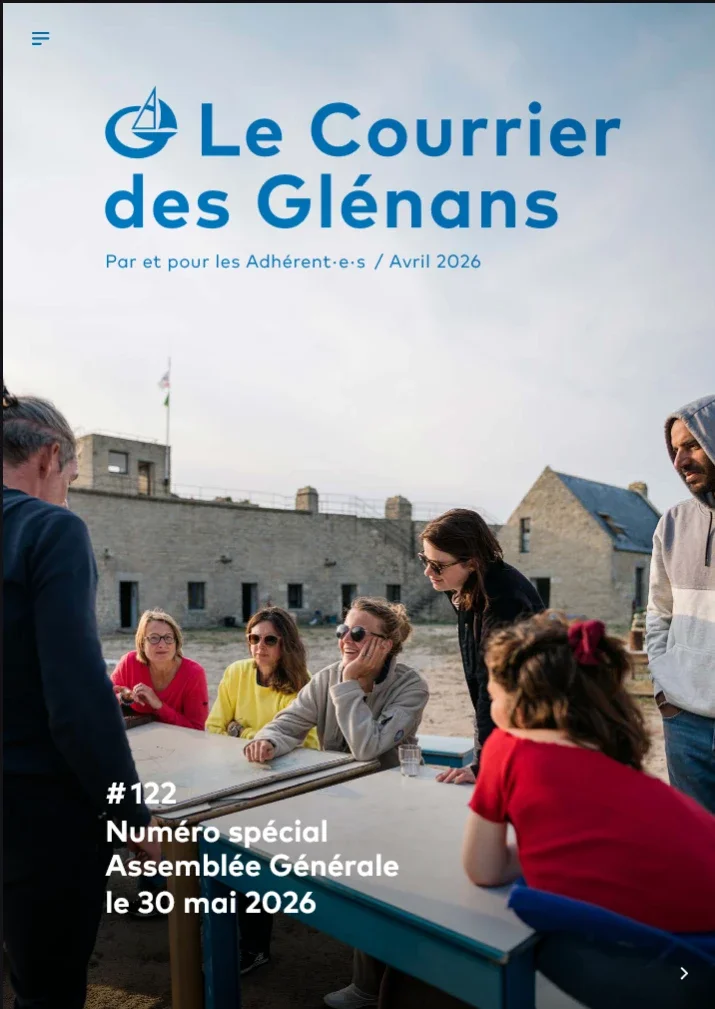 Le Courrier
des Glénans
Par et pour les Adhérent·e·s / Avril 2026
#122
Numéro spécial
Assemblée Générale
le 30 mai 2026